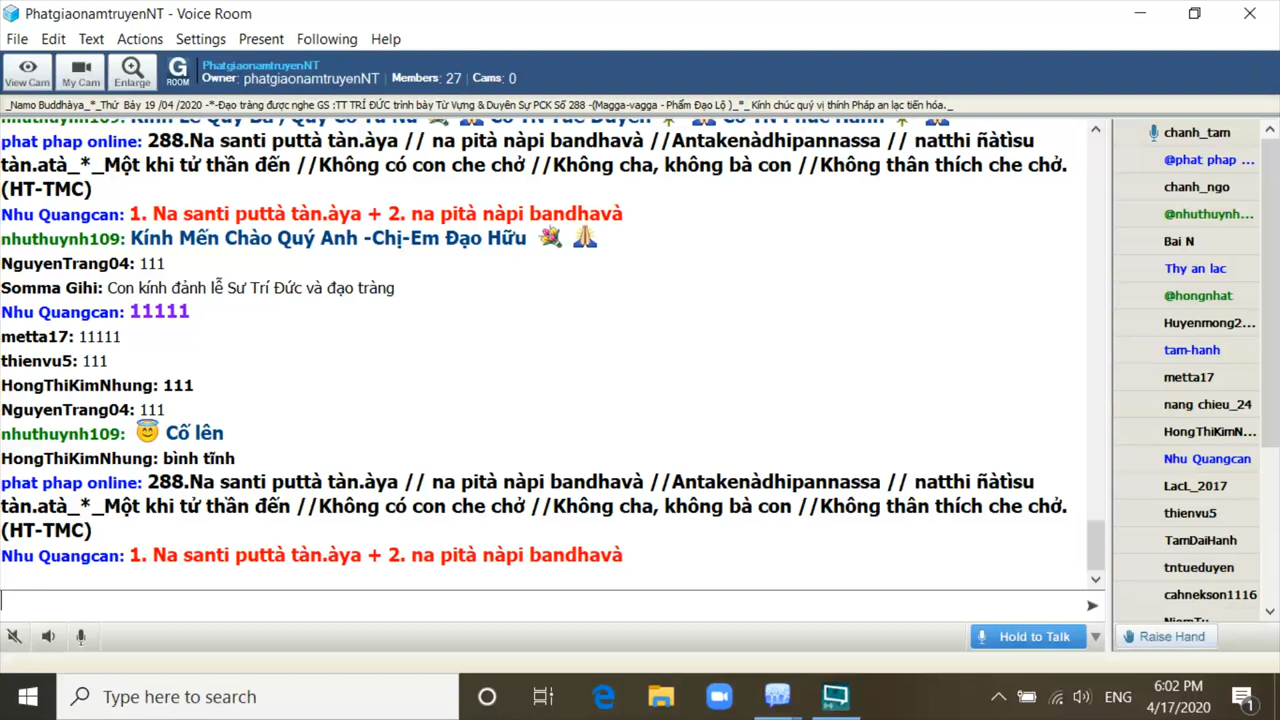 PhatgiaonamtruyenNT - Voice Room
File Edit Text Actions Settings Present Following Help
View Cam My Cam Enlarge G ROOM PhatgiaonamtruyenNT
Owner: phatgiaonamtruyenNT Members: 27 Cams: 0
_Namo Buddhàya_*_Thứ Bảy 19 /04 /2020 -*-Đạo tràng được nghe GS :TT TRÍ ĐỨC trình bày Từ Vựng & Duyên Sự PCK Số 288 -(Magga-vagga - Phẩm Đạo Lộ )_*_ Kính chúc quý vị thính Pháp an lạc tiến hóa._
phat phap online: 288.Na santi puttà tàn.àya // na pità nàpi bandhavà //Antakenàdhipannassa // natthi ñàtìsu
tàn.atà_*_Một khi tử thần đến //Không có con che chở //Không cha, không bà con //Không thân thích che chở.
(HT-TMC)
Nhu Quangcan: 1. Na santi puttà tàn.àya + 2. na pità nàpi bandhavà
nhuthuynh109: Kính Mến Chào Quý Anh -Chị-Em Đạo Hữu
NguyenTrang04: 111
Somma Gihi: Con kính đảnh lễ Sư Trí Đức và đạo tràng
Nhu Quangcan: 11111
metta17: 11111
thienvu5: 111
HongThiKimNhung: 111
NguyenTrang04: 111
nhuthuynh109: Cố lên
HongThiKimNhung: bình tĩnh
phat phap online: 288.Na santi puttà tàn.àya // na pità nàpi bandhavà //Antakenàdhipannassa // natthi ñàtìsu
tàn.atà_*_Một khi tử thần đến //Không có con che chở //Không cha, không bà con //Không thân thích che chở.
(HT-TMC)
Nhu Quangcan: 1. Na santi puttà tàn.àya + 2. na pità nàpi bandhavà
chanh_tam
@phat phap ...
chanh_ngo
@nhuthuynh...
Bai N
Thy an lac
@hongnhat
Huyenmong2...
tam-hanh
metta17
nang chieu_24
HongThiKimN...
Nhu Quangcan
LacL_2017
thienvu5
TamDaiHanh
tntueduyen
cahnekson1116
Hold to Talk
Raise Hand
Type here to search
ENG
6:02 PM
4/17/2020
1